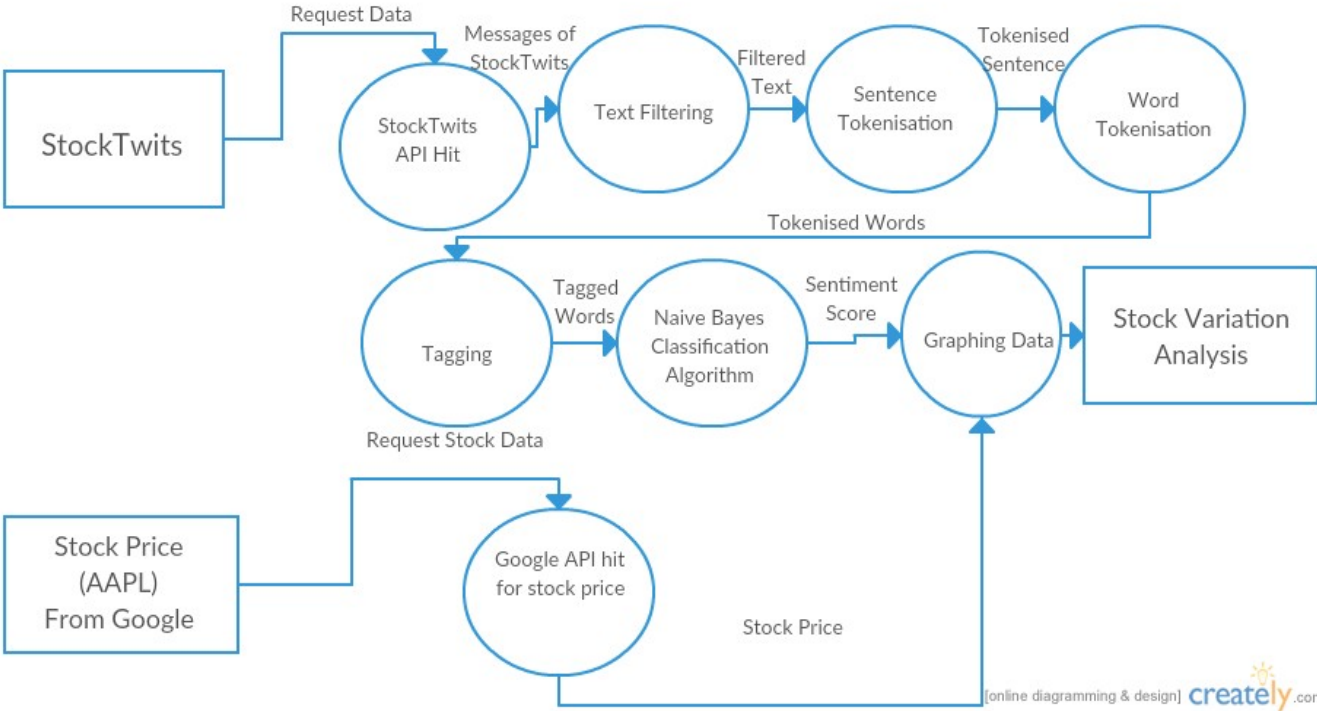 Request Data
StockTwits
StockTwits
API Hit
Messages of
StockTwits
Text Filtering
Filtered
Text
Sentence
Tokenisation
Tokenised
Sentence
Word
Tokenisation
Tokenised Words
Tagging
Tagged
Words
Naive Bayes
Classification
Algorithm
Sentiment
Score
Graphing Data
Stock Variation
Analysis
Request Stock Data
Stock Price
(AAPL)
From Google
Google API hit
for stock price
Stock Price
[online diagramming & design] creately.com